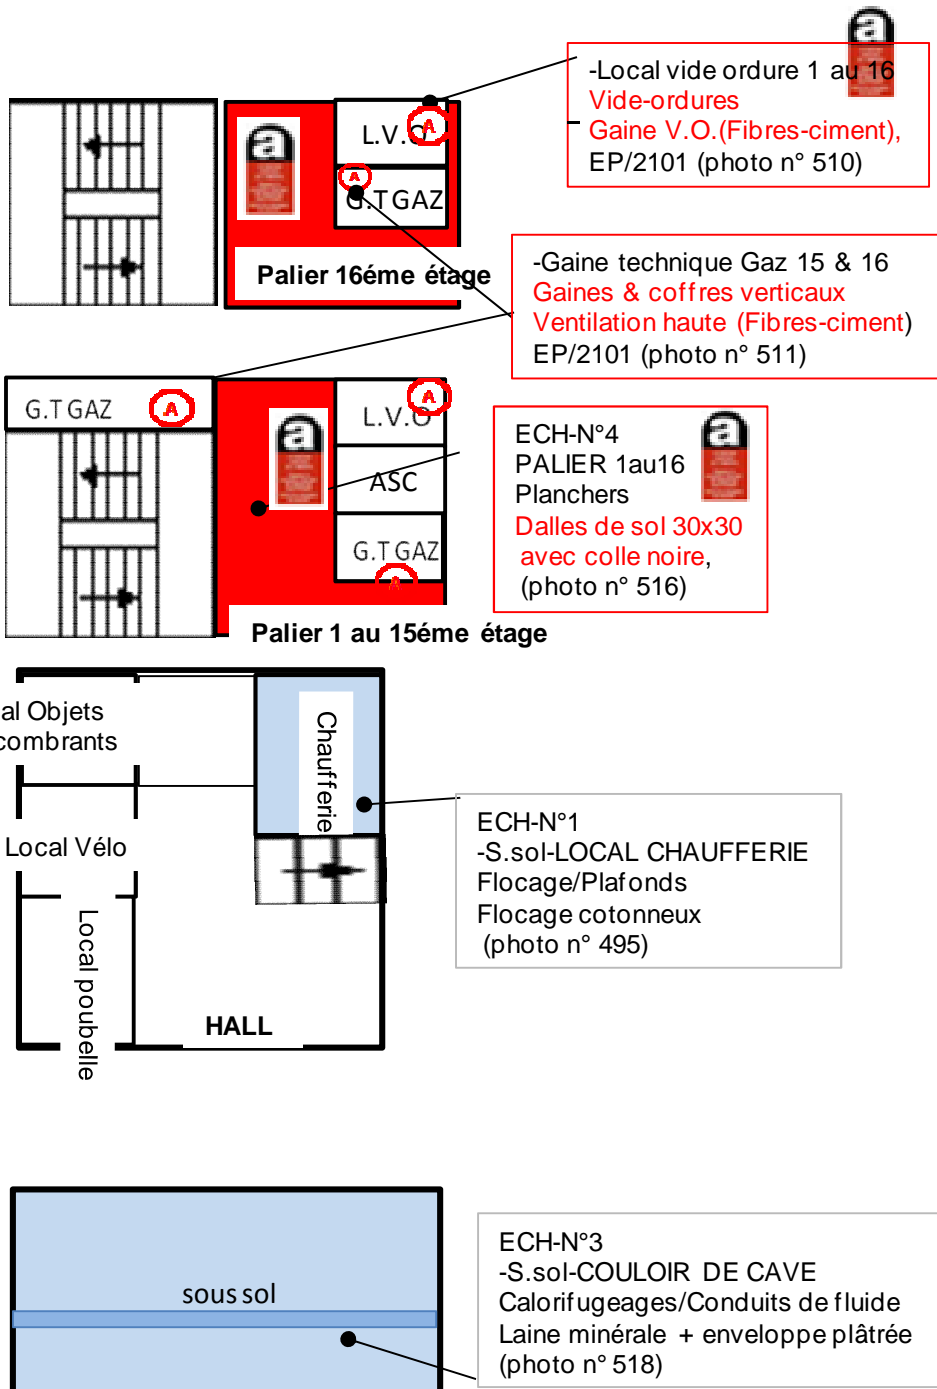 -Local vide ordure 1 au 16
Vide-ordures
Gaine V.O.(Fibres-ciment),
EP/2101 (photo n° 510)
a
a
L.V.O
A
A
G.T GAZ
Palier 16éme étage
-Gaine technique Gaz 15 & 16
Gaines & coffres verticaux
Ventilation haute (Fibres-ciment)
EP/2101 (photo n° 511)
G.T GAZ
A
a
L.V.O
A
ASC
G.T GAZ
A
Palier 1 au 15éme étage
ECH-N°4
PALIER 1au16
Planchers
Dalles de sol 30x30
avec colle noire,
(photo n° 516)
a
al Objets
combrants
Chaufferie
Local Vélo
Local poubelle
HALL
ECH-N°1
-S.sol-LOCAL CHAUFFERIE
Flocage/Plafonds
Flocage cotonneux
(photo n° 495)
sous sol
ECH-N°3
-S.sol-COULOIR DE CAVE
Calorifugeages/Conduits de fluide
Laine minérale + enveloppe plâtrée
(photo n° 518)